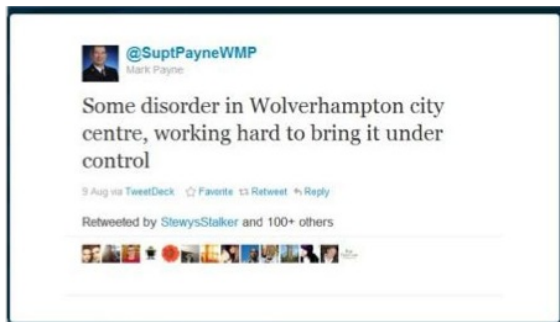 @SuptPayneWMP
Mark Payne
Some disorder in Wolverhampton city
centre, working hard to bring it under
control
9 Aug via TweetDeck Favorite Retweet Reply
Retweeted by StewysStalker and 100+ others